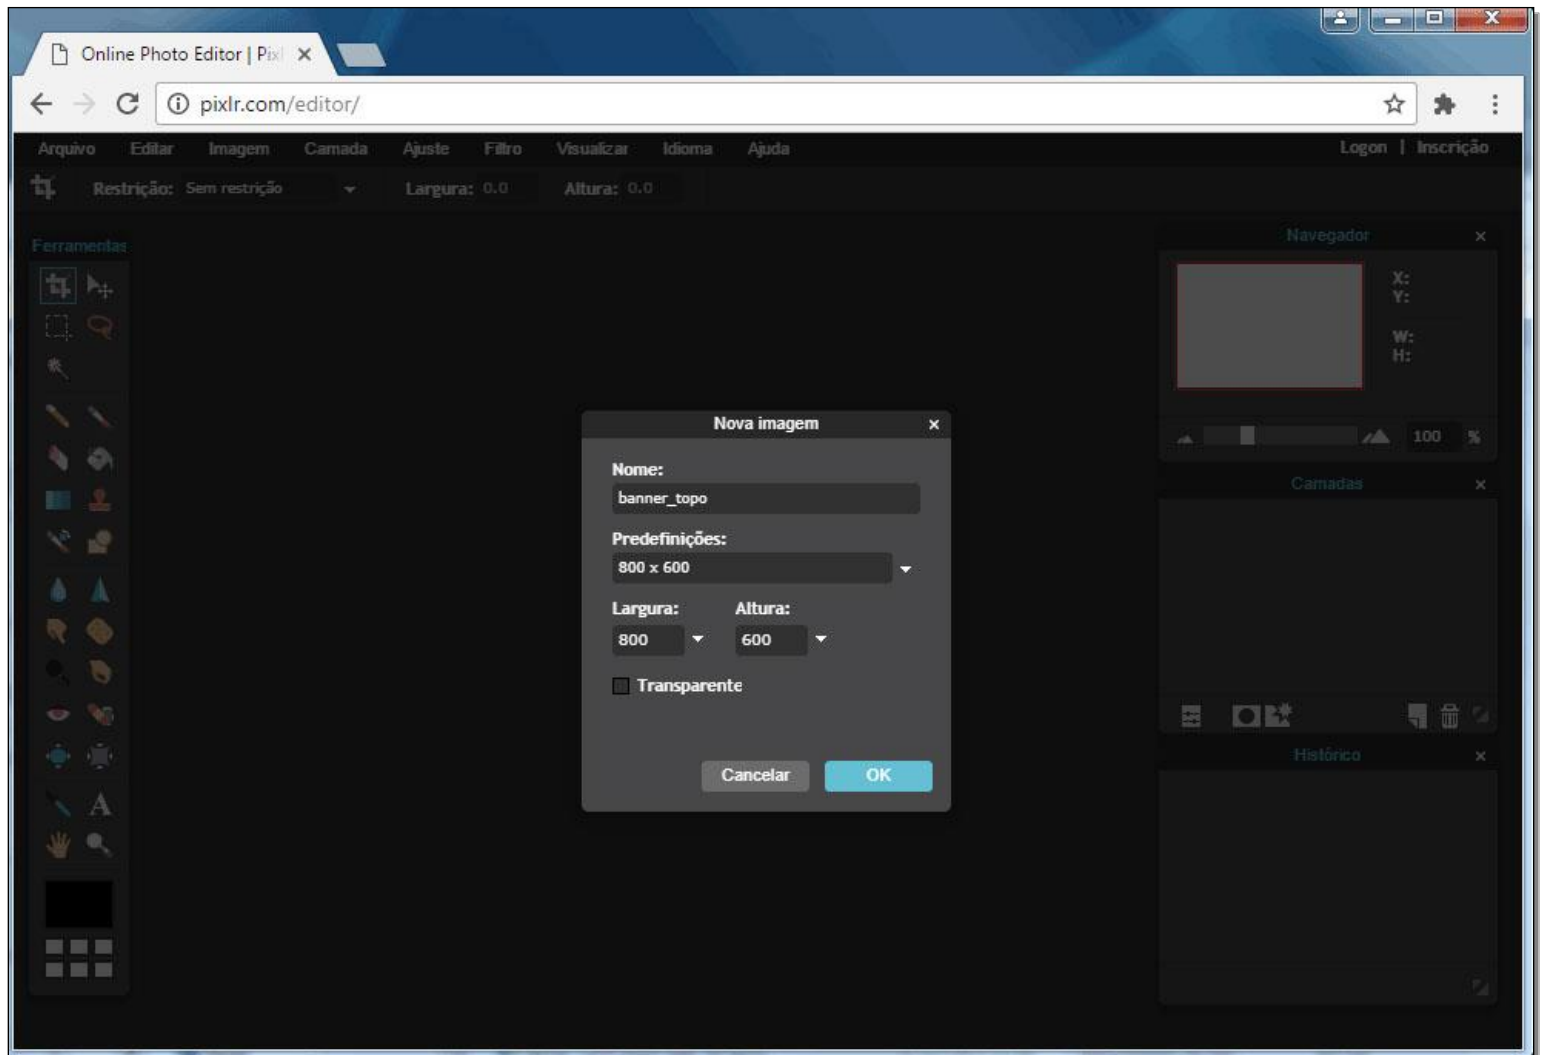 Online Photo Editor | Pixl
pixlr.com/editor/
Arquivo Editar Imagem Camada Ajuste Filtro Visualizar Idioma Ajuda Logon | Inscrição
Restrição: Sem restrição Largura: 0.0 Altura: 0.0
Ferramentas
Navegador
X:
Y:
W:
H:
100 %
Nova imagem
Nome:
banner_topo
Predefinições:
800 x 600
Largura: Altura:
800 600
Transparente
Cancelar OK
Camadas
Histórico
A